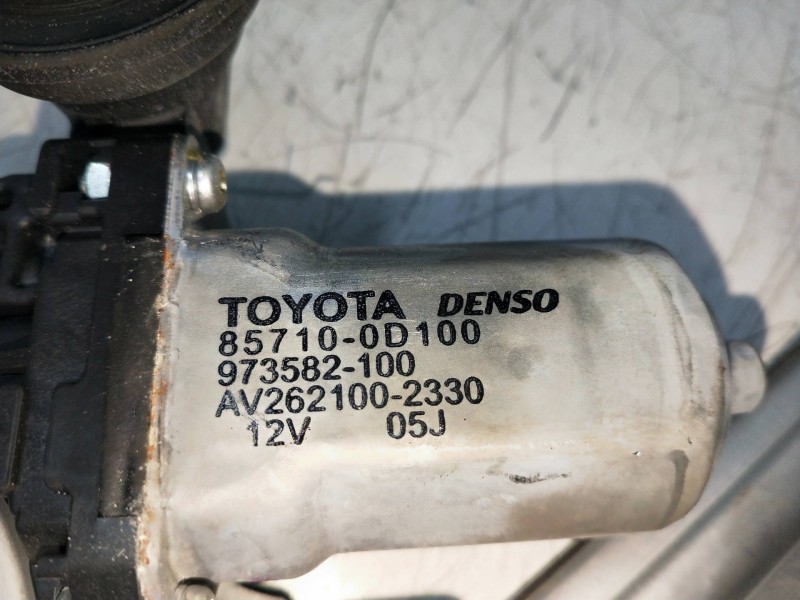 TOYOTA DENSO
85710-0D100
973582-100
AV262100-2330
12V 05J